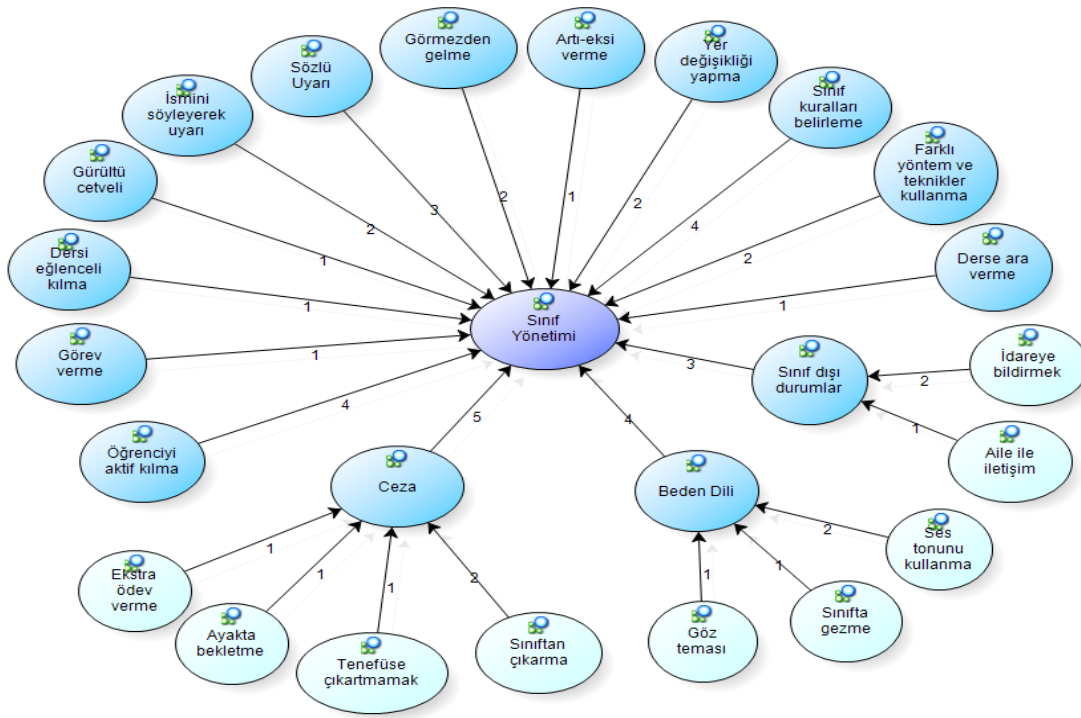 Görmezden
gelme
Artı-eksi
verme
Yer
değişikliği
yapma
Sözlü
Uyarı
Sınıf
kuralları
belirleme
İsmini
söyleyerek
uyarı
Farklı
yöntem ve
teknikler
kullanma
Gürültü
cetveli
Derse ara
verme
Dersi
eğlenceli
kılma
Görev
verme
Öğrenciyi
aktif kılma
Sınıf
Yönetimi
Sınıf dışı
durumlar
İdareye
bildirmek
Aile ile
iletişim
Ceza
Beden Dili
Ekstra
ödev
verme
Ayakta
bekletme
Tenefüse
çıkartmamak
Sınıftan
çıkarma
Göz
teması
Sınıfta
gezme
Ses
tonunu
kullanma
2
1
2
3
4
2
2
1
1
1
1
4
3
2
1
5
4
1
1
1
2
1
1
2